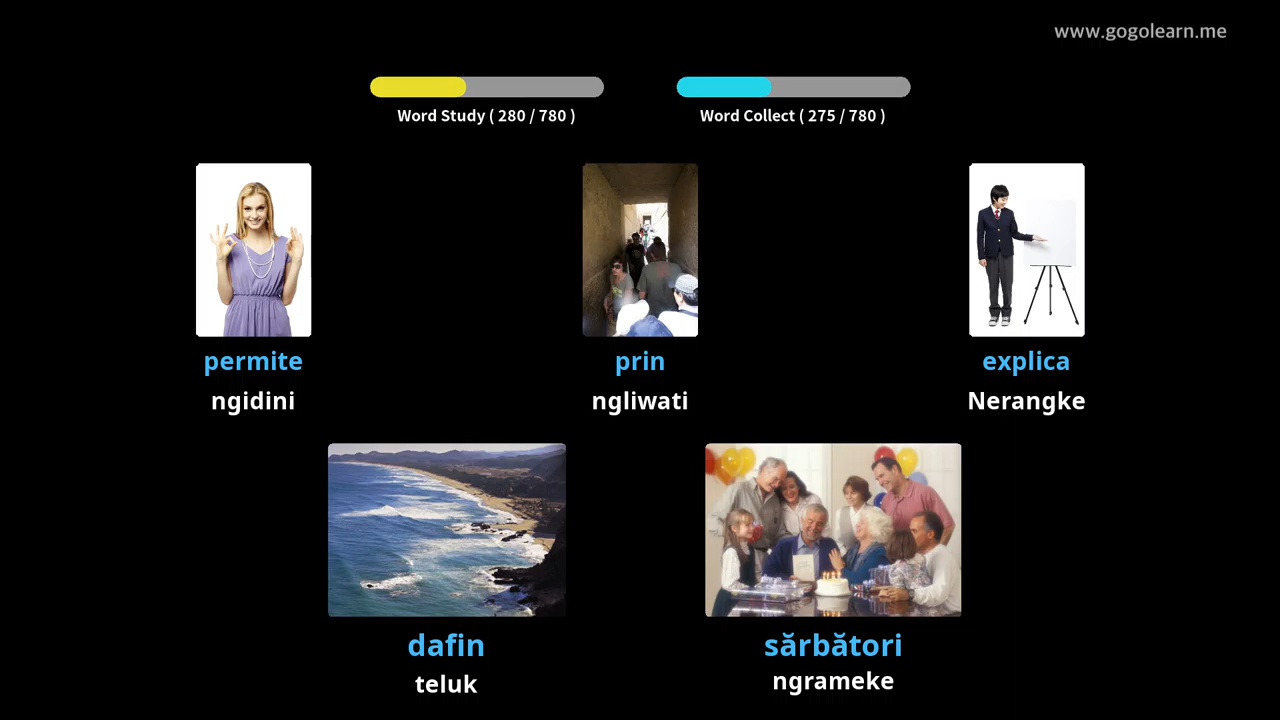 www.gogolearn.me
Word Study ( 280 / 780 )
Word Collect ( 275 / 780 )
permite
prin
explica
ngidini
ngliwati
Nerangke
dafin
sărbători
teluk
ngrameke